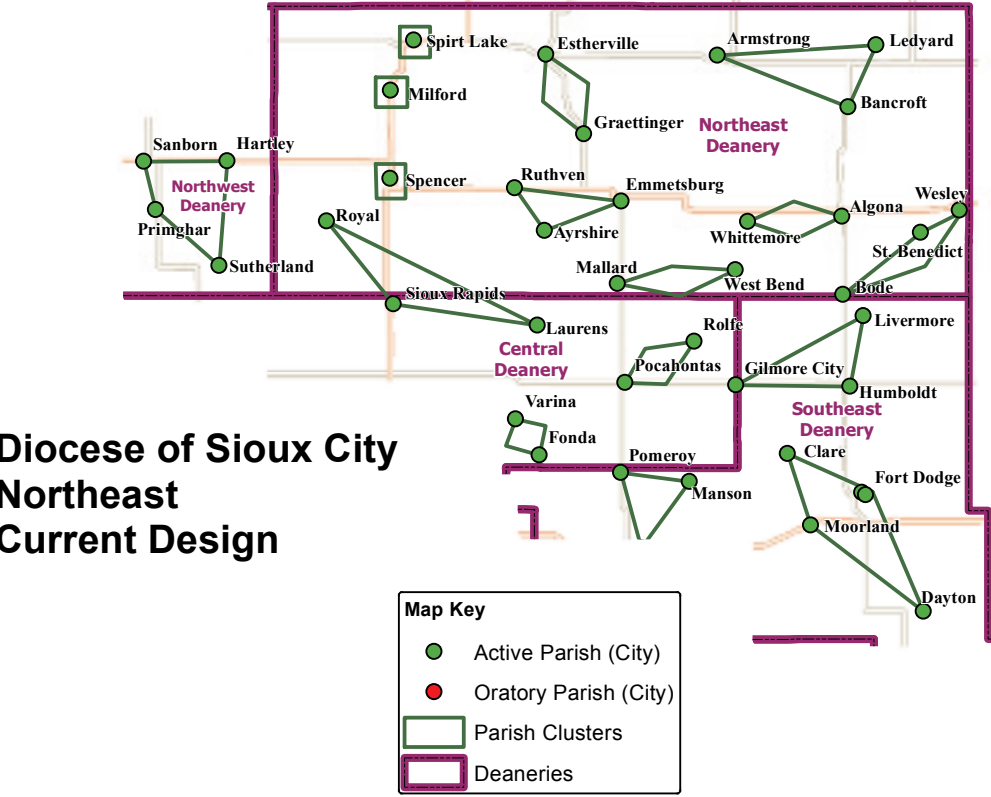 Spirt Lake
Estherville
Armstrong
Ledyard
Milford
Bancroft
Graettinger
Northeast
Deanery
Sanborn
Hartley
Spencer
Ruthven
Emmetsburg
Northwest
Deanery
Wesley
Royal
Algona
Primghar
Ayrshire
Whittemore
St. Benedict
Sutherland
Mallard
West Bend
Bode
Sioux Rapids
Laurens
Rolfe
Livermore
Central
Deanery
Pocahontas
Gilmore City
Humboldt
Varina
Southeast
Deanery
Fonda
Diocese of Sioux City
Northeast
Current Design
Pomeroy
Clare
Manson
Fort Dodge
Moorland
Dayton
Map Key
Active Parish (City)
Oratory Parish (City)
Parish Clusters
Deaneries